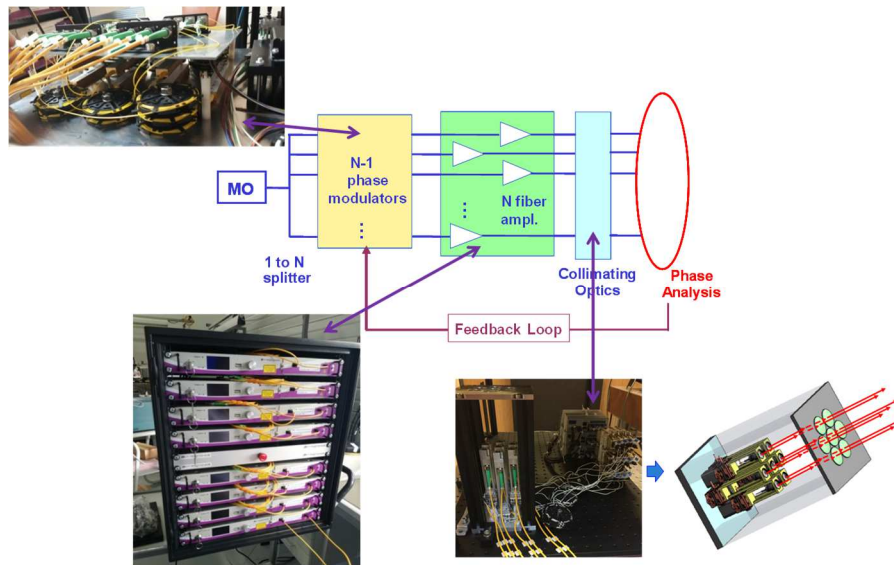 N-1
phase
modulators
MO
N fiber
ampl.
1 to N
splitter
Collimating
Optics
Phase
Analysis
Feedback Loop